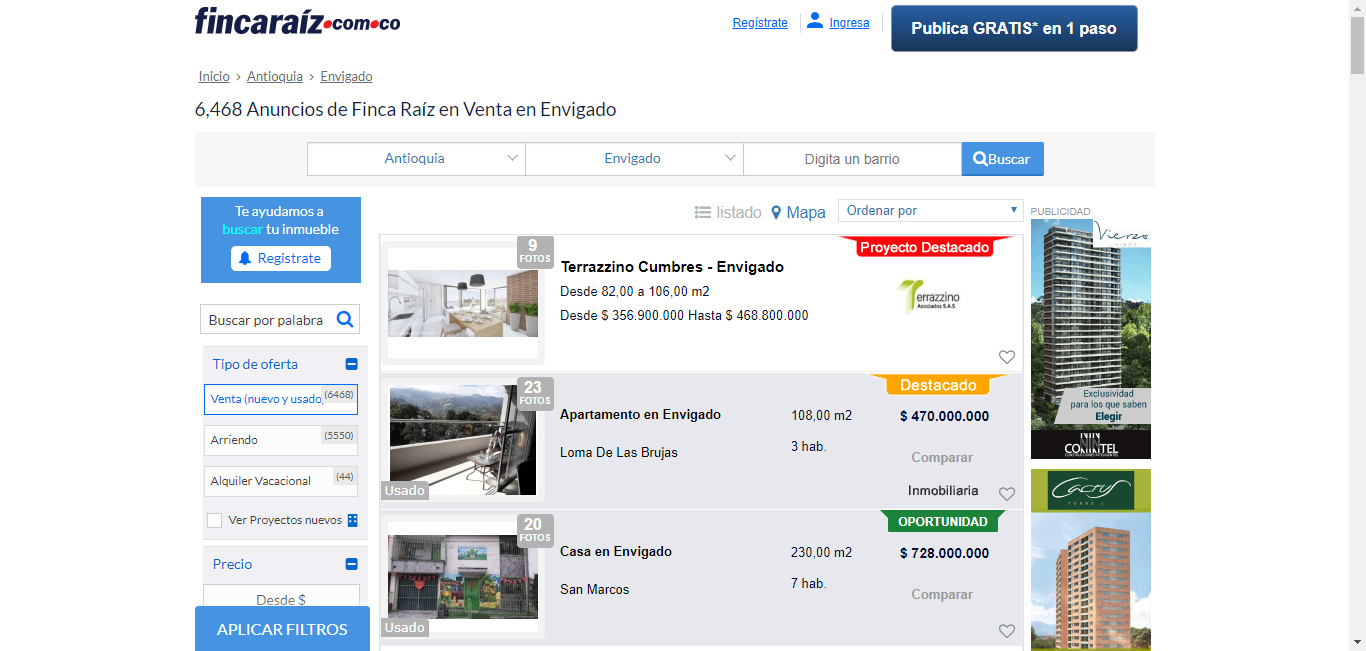 fincaraíz.com.co
Regístrate
Ingresa
Publica GRATIS* en 1 paso
Inicio > Antioquia > Envigado
6,468 Anuncios de Finca Raíz en Venta en Envigado
Antioquia
Envigado
Digita un barrio
Buscar
Te ayudamos a
buscar tu inmueble
Registrate
listado
Mapa
Ordenar por
PUBLICIDAD
Buscar por palabra
Tipo de oferta
Venta (nuevo y usado) (6468)
Arriendo (5550)
Alquiler Vacacional (44)
Ver Proyectos nuevos
Precio
Desde $
APLICAR FILTROS
9
FOTOS
Proyecto Destacado
Terrazzino Cumbres - Envigado
Desde 82,00 a 106,00 m2
Desde $ 356.900.000 Hasta $ 468.800.000
Terrazzino
Asociados S.A.S
23
FOTOS
Destacado
Apartamento en Envigado
108,00 m2
$ 470.000.000
Loma De Las Brujas
3 hab.
Comparar
Usado
Inmobiliaria
20
FOTOS
OPORTUNIDAD
Casa en Envigado
230,00 m2
$ 728.000.000
San Marcos
7 hab.
Comparar
Usado
Vierzo
Exclusividad
para los que saben
Elegir
CONINTEL
Cactus